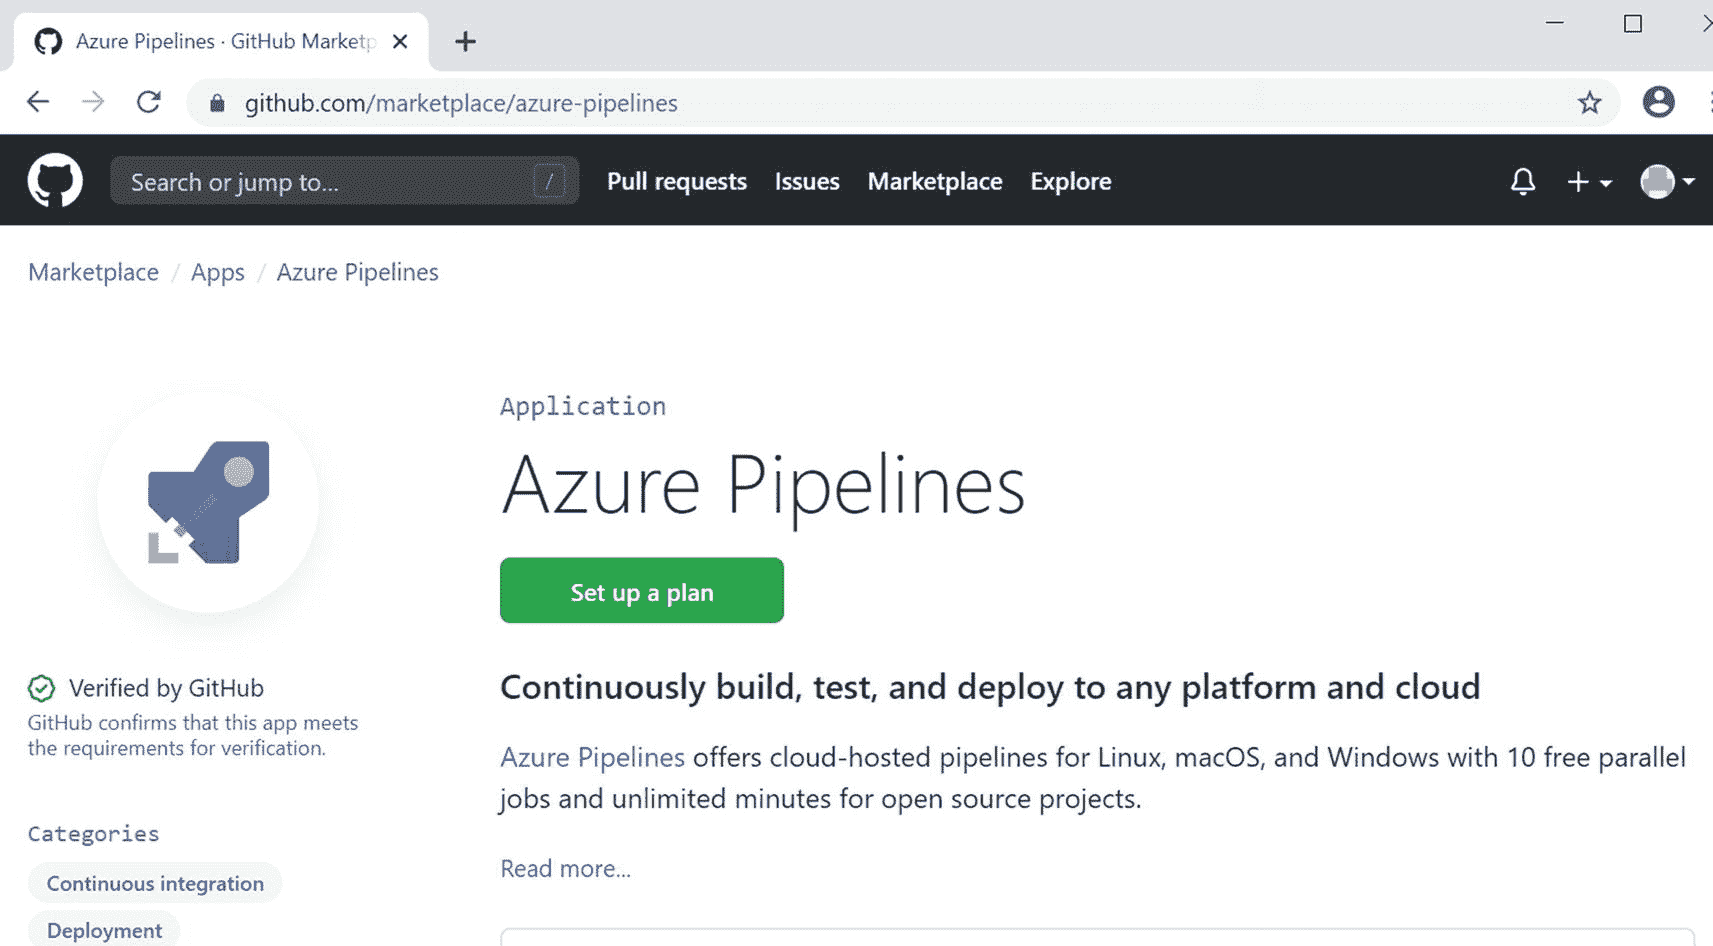 Azure Pipelines · GitHub Marketp
github.com/marketplace/azure-pipelines
Search or jump to... /
Pull requests Issues Marketplace Explore
Marketplace / Apps / Azure Pipelines
Application
Azure Pipelines
Set up a plan
Verified by GitHub
GitHub confirms that this app meets
the requirements for verification.
Continuously build, test, and deploy to any platform and cloud
Azure Pipelines offers cloud-hosted pipelines for Linux, macOS, and Windows with 10 free parallel
jobs and unlimited minutes for open source projects.
Read more...
Categories
Continuous integration
Deployment